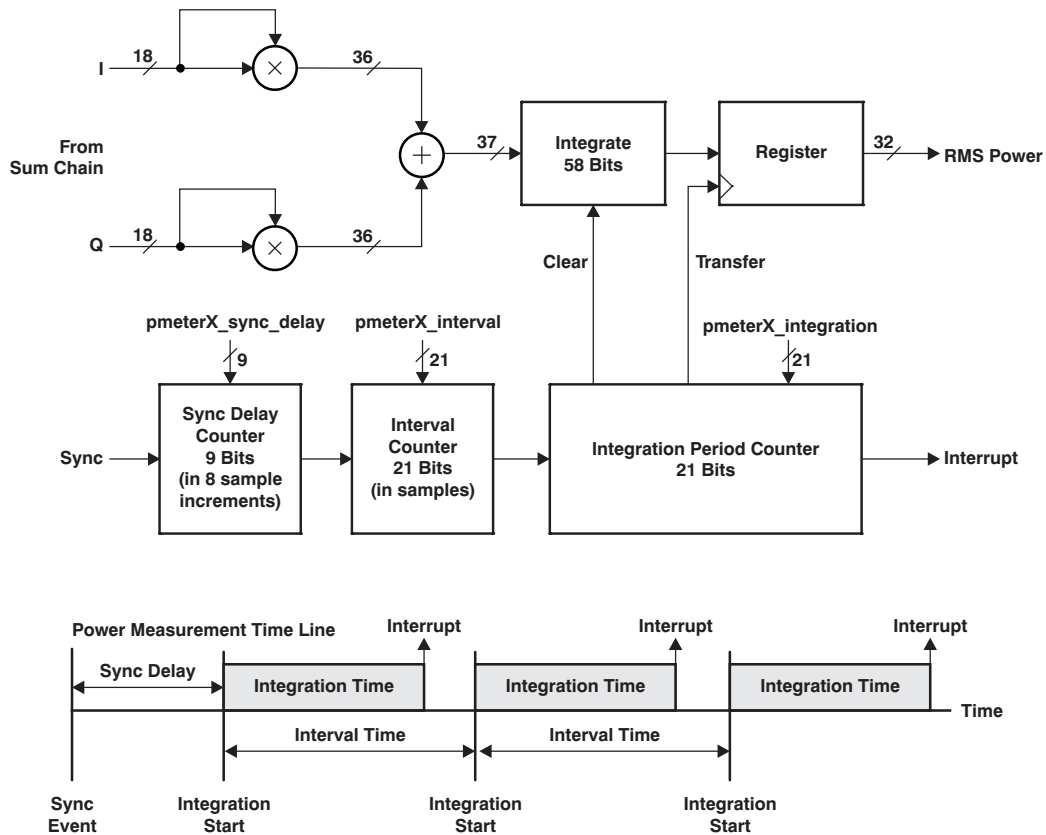 I
18
×
36
From
Sum Chain
+
37
Integrate
58 Bits
Register
32
RMS Power
Q
18
×
36
Clear
Transfer
pmeterX_sync_delay
9
pmeterX_interval
21
pmeterX_integration
21
Sync
Sync Delay
Counter
9 Bits
(in 8 sample
increments)
Interval
Counter
21 Bits
(in samples)
Integration Period Counter
21 Bits
Interrupt
Power Measurement Time Line
Interrupt
Interrupt
Interrupt
Sync Delay
Integration Time
Integration Time
Integration Time
Time
Interval Time
Interval Time
Sync
Event
Integration
Start
Integration
Start
Integration
Start